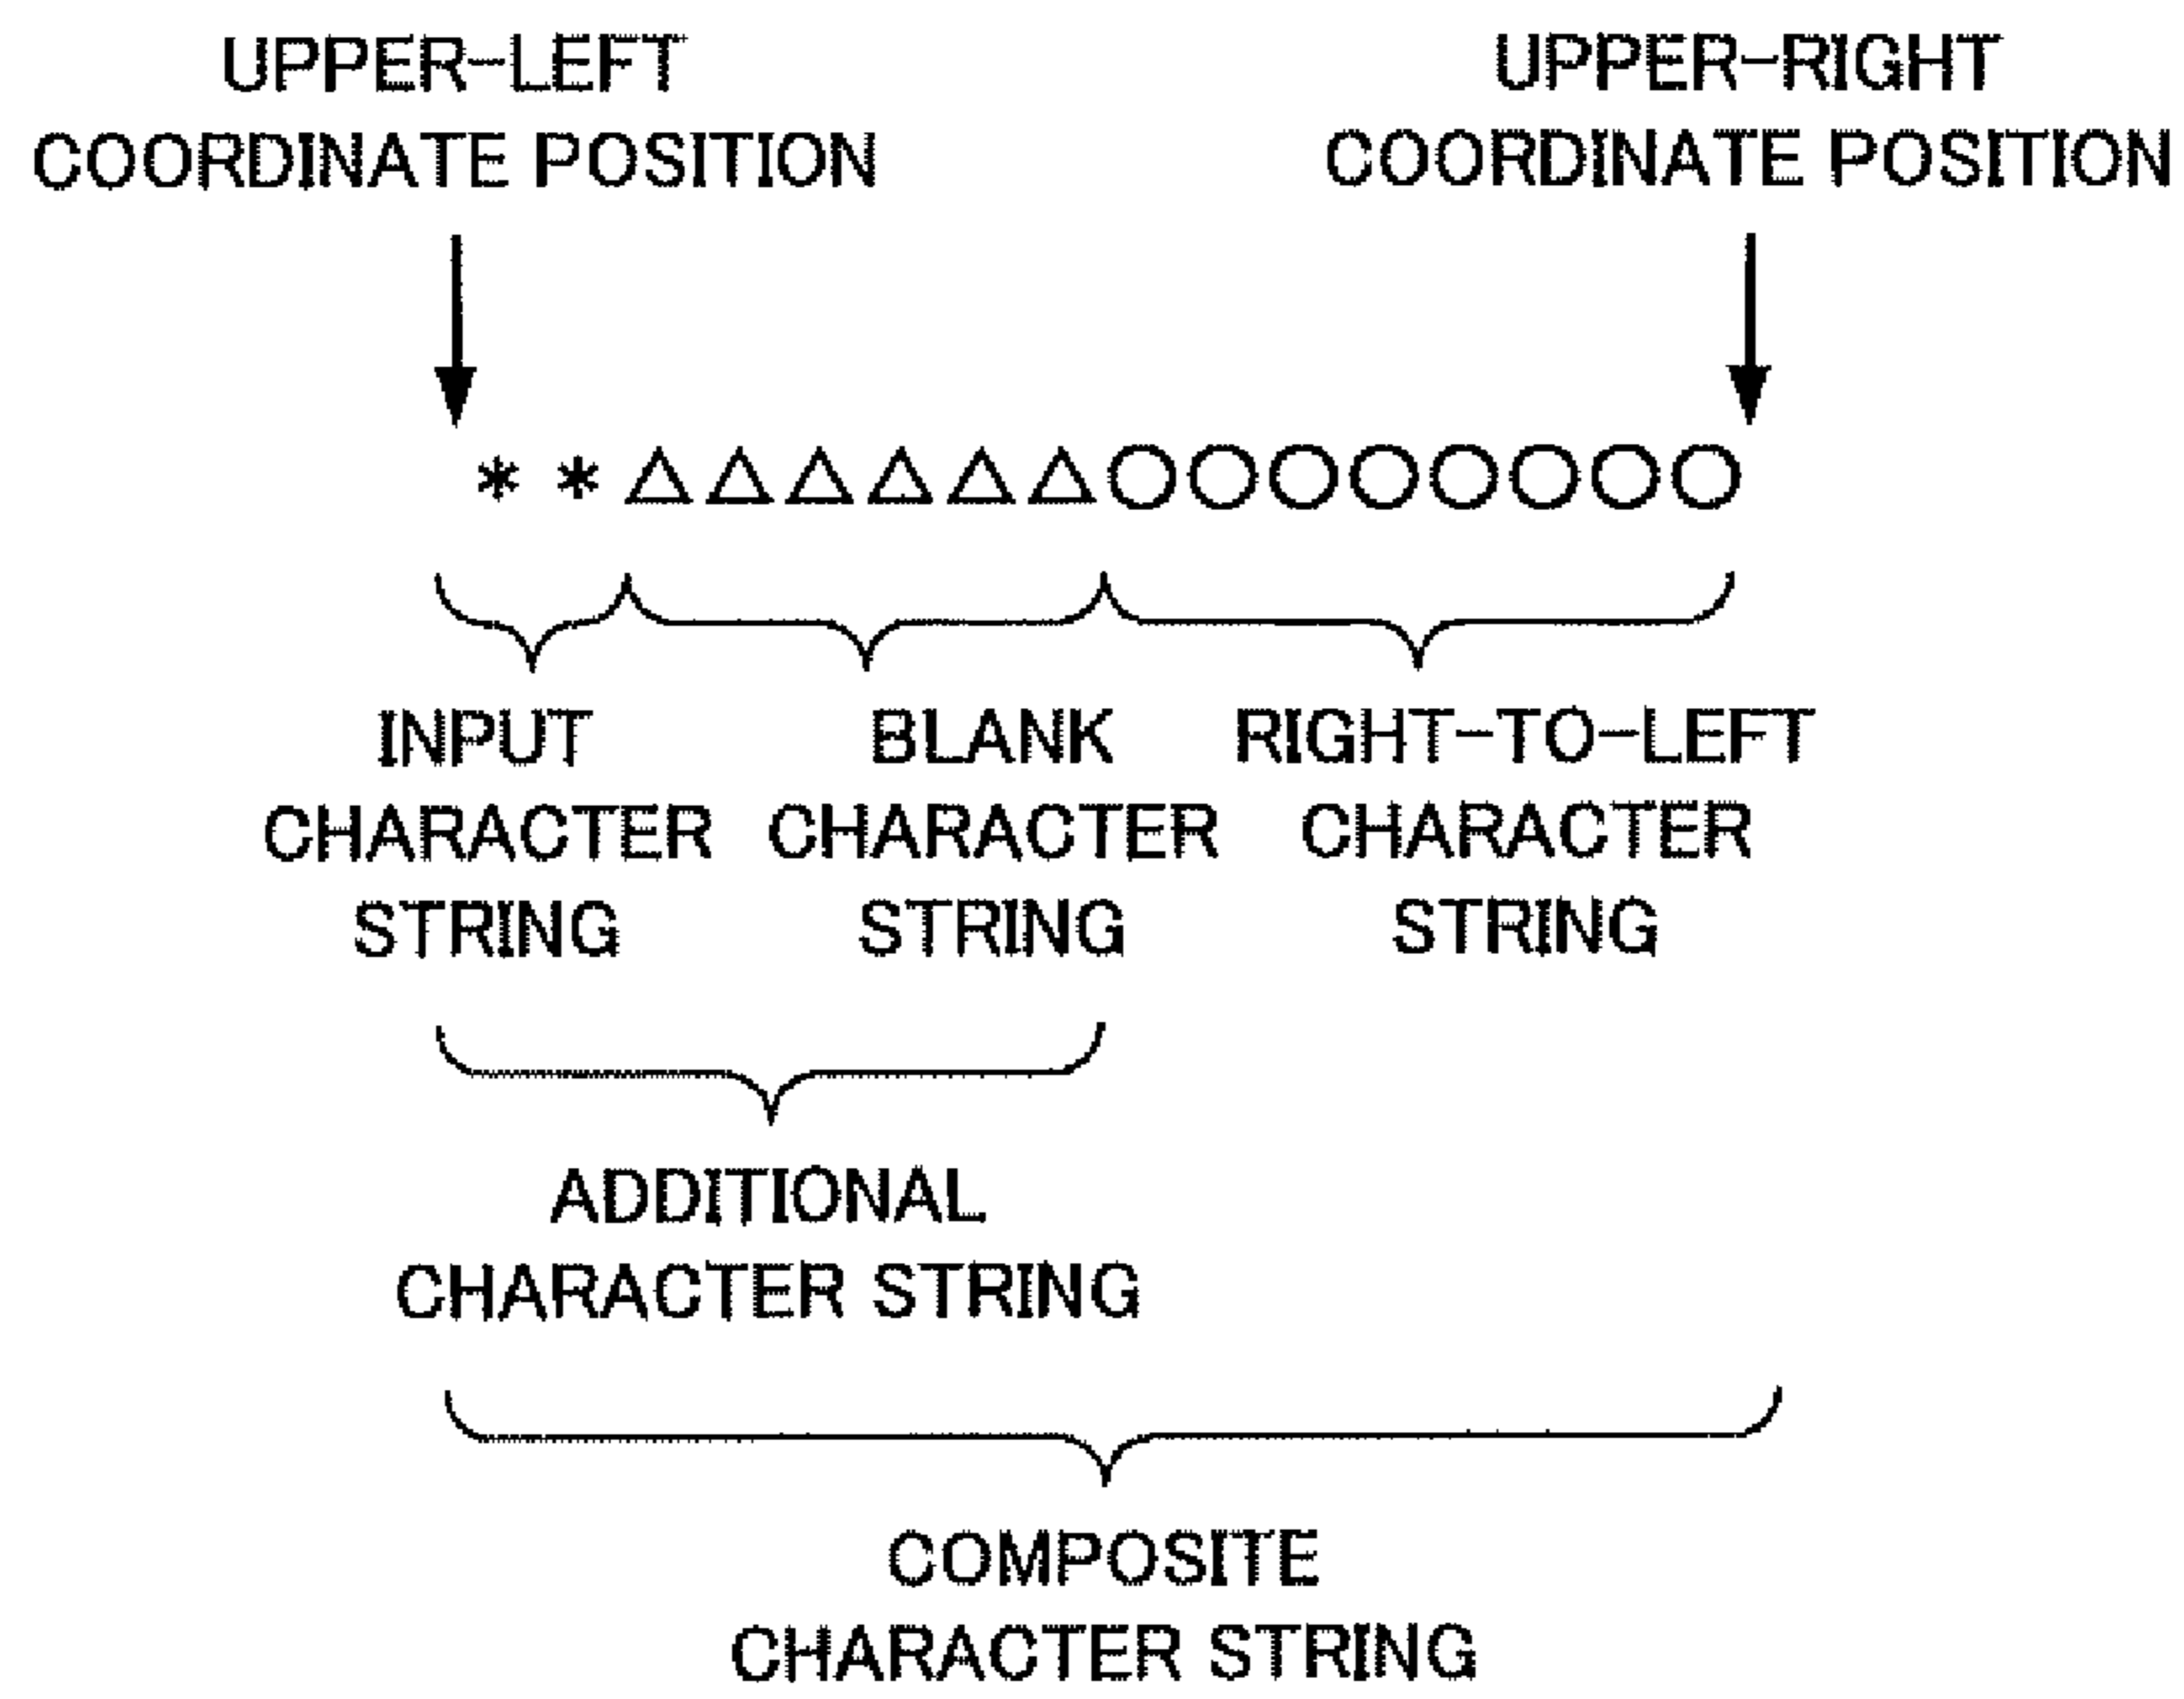 UPPER-LEFT
COORDINATE POSITION
UPPER-RIGHT
COORDINATE POSITION
**△△△△△△○○○○○○○○
INPUT
CHARACTER
STRING
BLANK
CHARACTER
STRING
RIGHT-TO-LEFT
CHARACTER
STRING
ADDITIONAL
CHARACTER STRING
COMPOSITE
CHARACTER STRING